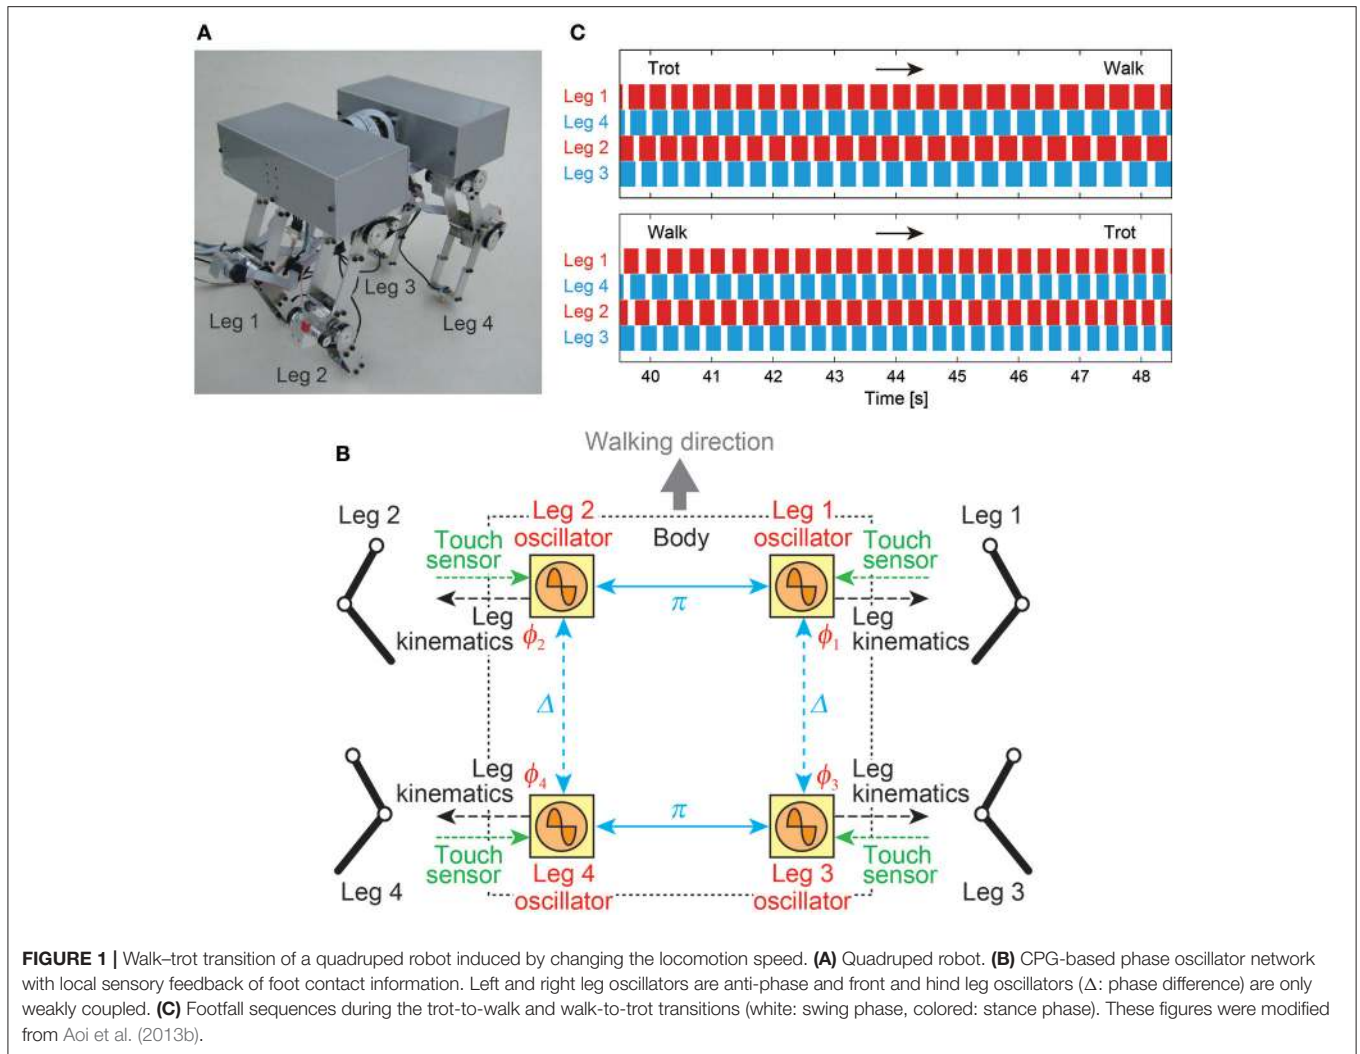 A
Leg 1
Leg 2
Leg 3
Leg 4
C
Trot
Walk
Leg 1
Leg 4
Leg 2
Leg 3
Walk
Trot
Leg 1
Leg 4
Leg 2
Leg 3
40 41 42 43 44 45 46 47 48
Time [s]
B
Walking direction
Leg 2
Leg 2
oscillator
Body
Leg 1
oscillator
Leg 1
Touch
sensor
Touch
sensor
π
Leg
kinematics
ϕ2
ϕ1
Leg
kinematics
Δ
Δ
Leg
kinematics
ϕ4
ϕ3
Leg
kinematics
π
Touch
sensor
Touch
sensor
Leg 4
Leg 4
oscillator
Leg 3
oscillator
Leg 3
FIGURE 1 | Walk–trot transition of a quadruped robot induced by changing the locomotion speed. (A) Quadruped robot. (B) CPG-based phase oscillator network
with local sensory feedback of foot contact information. Left and right leg oscillators are anti-phase and front and hind leg oscillators (Δ: phase difference) are only
weakly coupled. (C) Footfall sequences during the trot-to-walk and walk-to-trot transitions (white: swing phase, colored: stance phase). These figures were modified
from Aoi et al. (2013b).